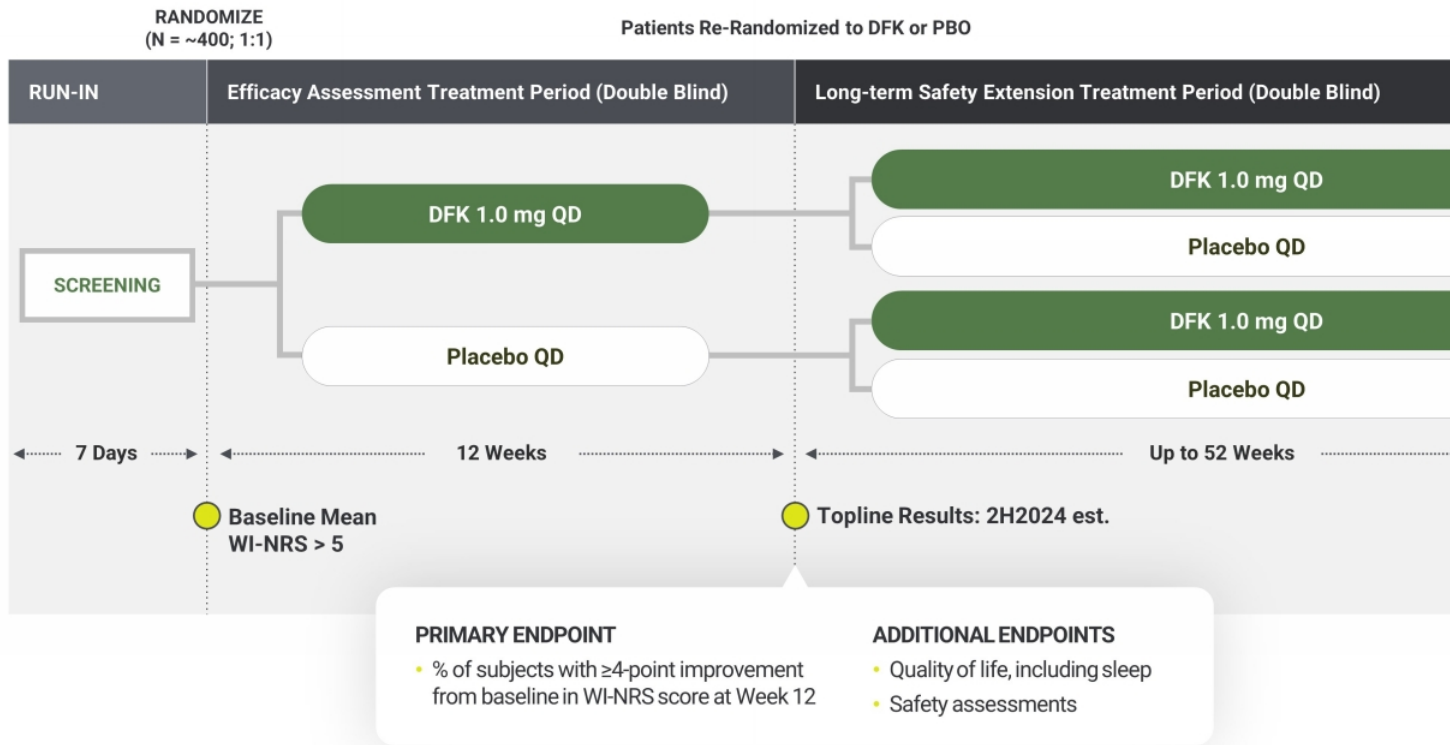 RANDOMIZE
(N = ~400; 1:1)
Patients Re-Randomized to DFK or PBO
RUN-IN
Efficacy Assessment Treatment Period (Double Blind)
Long-term Safety Extension Treatment Period (Double Blind)
SCREENING
DFK 1.0 mg QD
Placebo QD
DFK 1.0 mg QD
Placebo QD
DFK 1.0 mg QD
Placebo QD
7 Days
12 Weeks
Up to 52 Weeks
Baseline Mean
WI-NRS > 5
Topline Results: 2H2024 est.
PRIMARY ENDPOINT
• % of subjects with ≥4-point improvement
from baseline in WI-NRS score at Week 12
ADDITIONAL ENDPOINTS
• Quality of life, including sleep
• Safety assessments